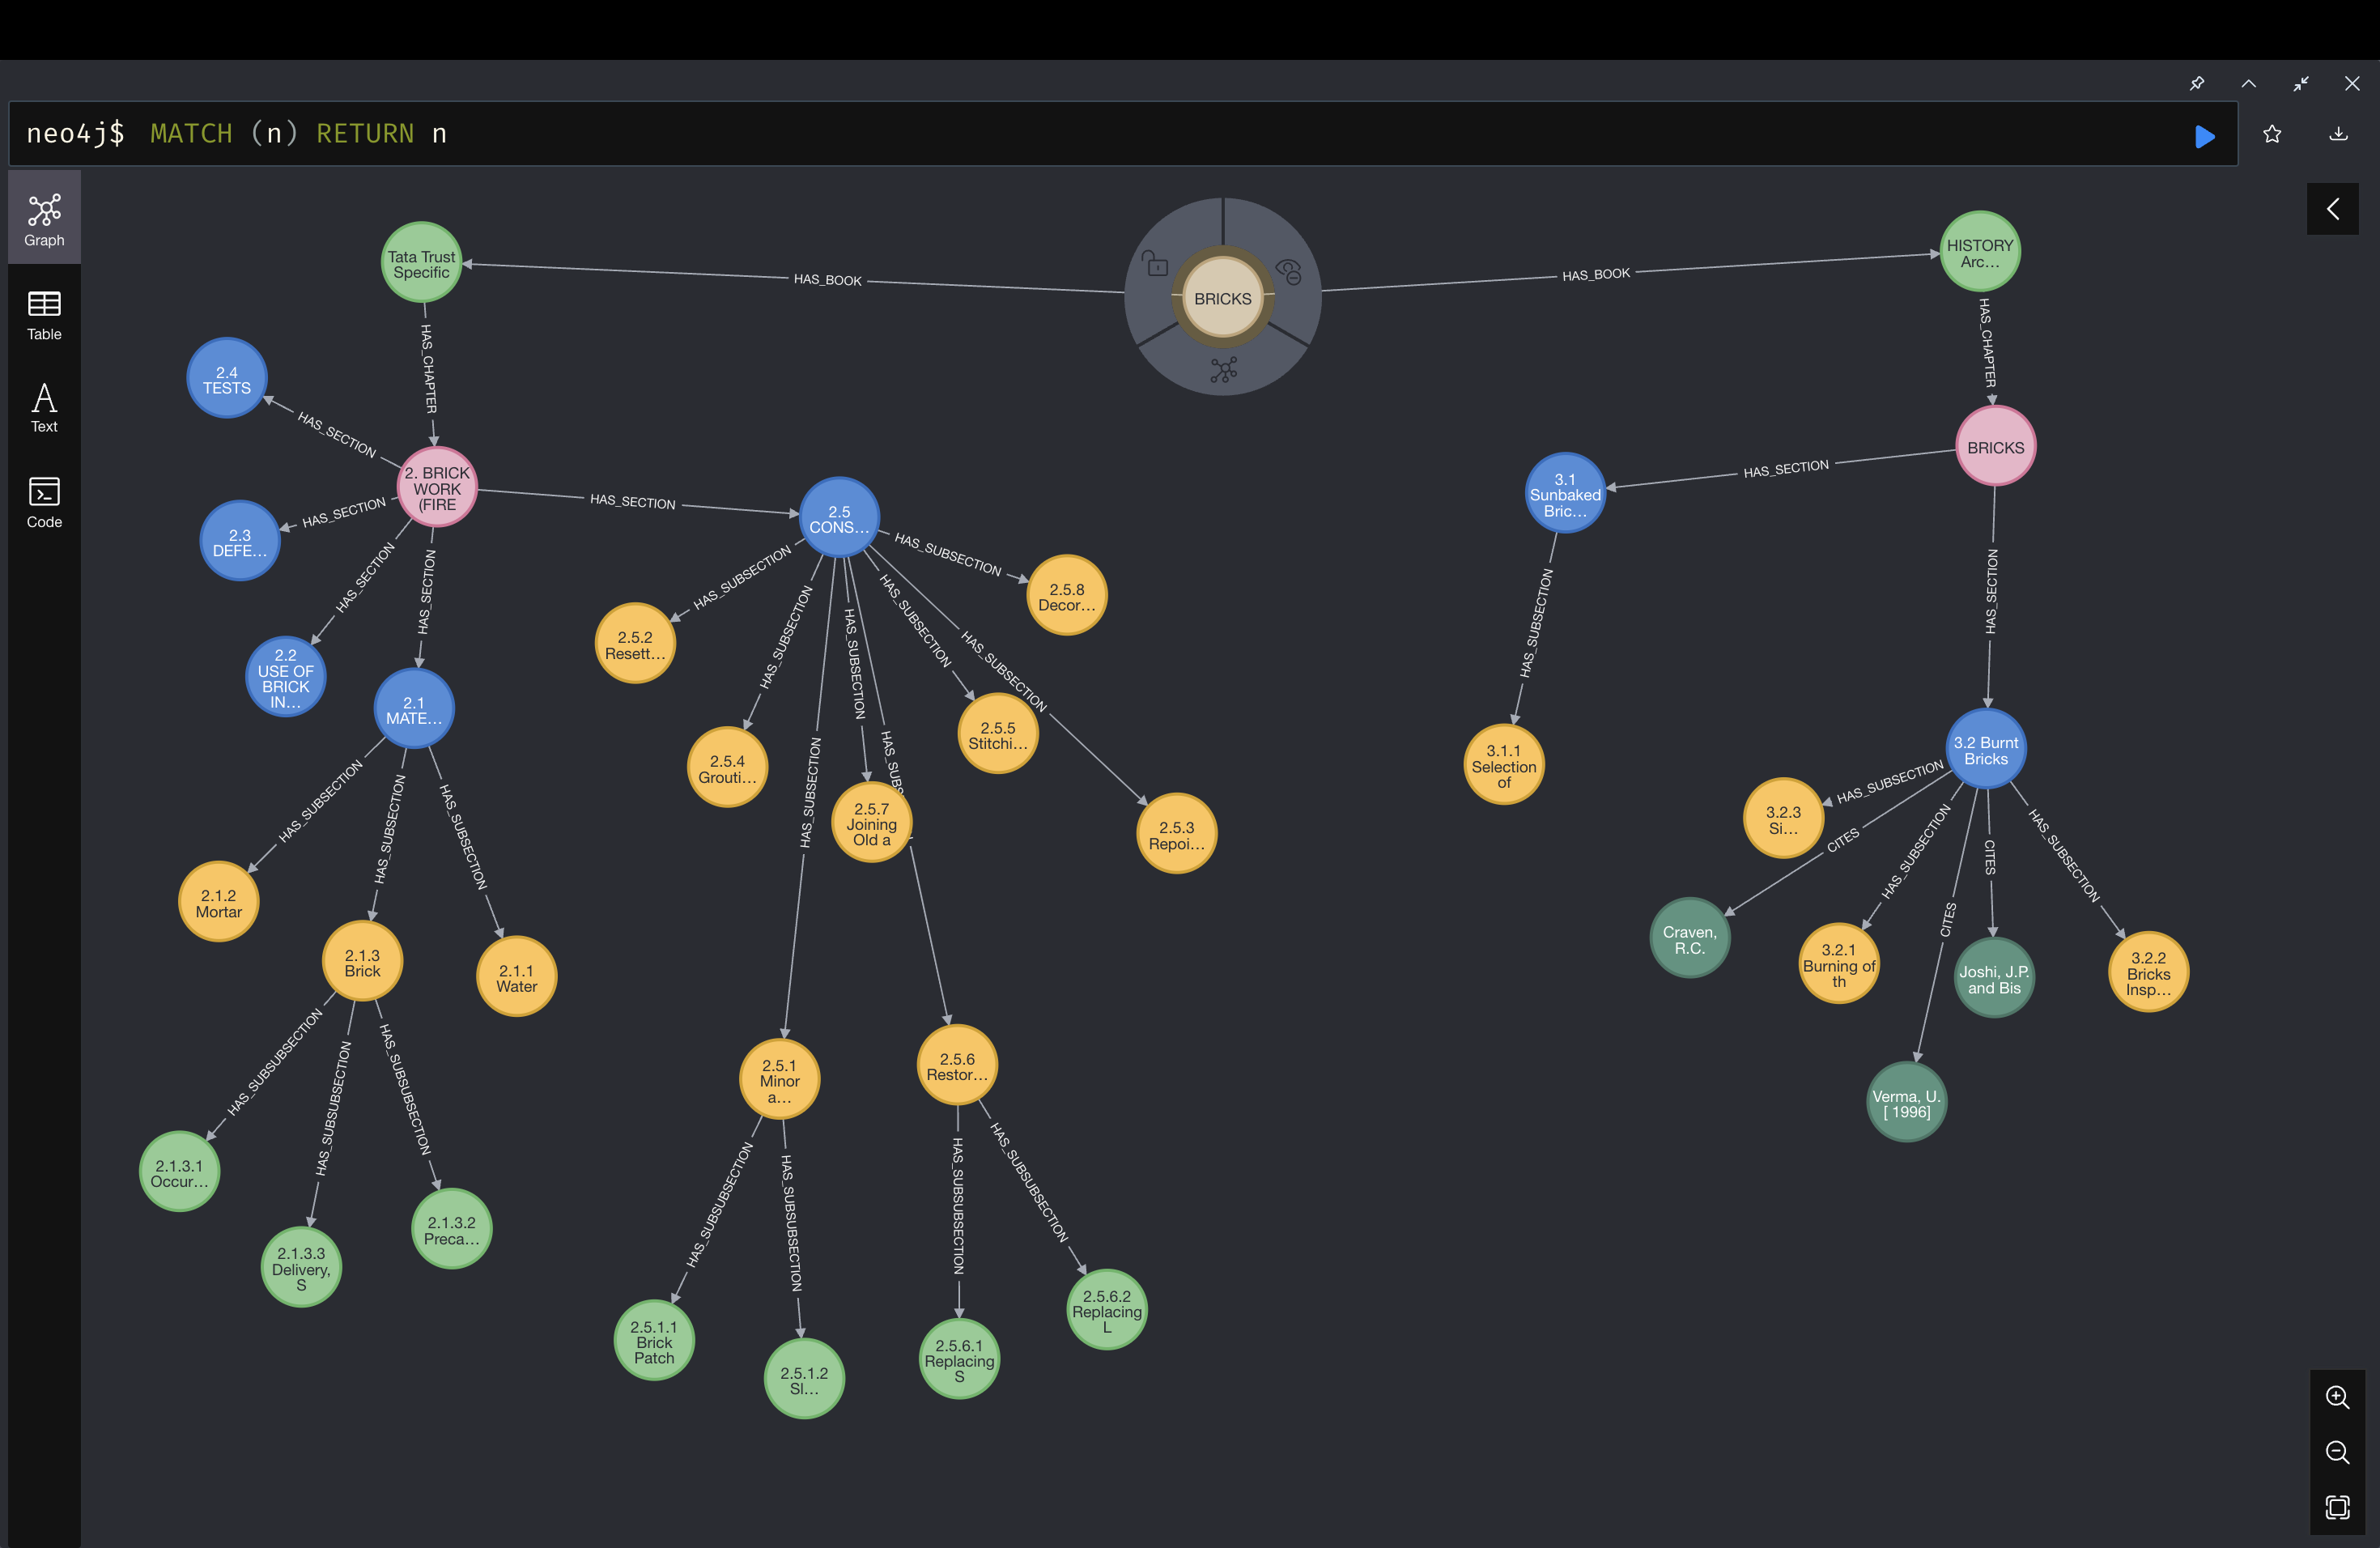 neo4j$ MATCH (n) RETURN n
Graph
Table
Text
Code
Tata Trust
Specific
HAS_BOOK
BRICKS
HAS_BOOK
HISTORY
Arc...
HAS_CHAPTER
HAS_CHAPTER
2.4
TESTS
HAS_SECTION
2. BRICK
WORK
(FIRE
HAS_SECTION
2.3
DEFE...
HAS_SECTION
HAS_SECTION
HAS_SECTION
2.2
USE OF
BRICK
IN...
2.1
MATE...
2.5
CONS...
HAS_SUBSECTION
HAS_SUBSECTION
HAS_SUBSECTION
HAS_SUBSECTION
HAS_SUBSECTION
HAS_SUBSECTION
HAS_SUBSECTION
HAS_SUBS
2.5.8
Decor...
2.5.2
Resett...
2.5.4
Grouti...
2.5.7
Joining
Old a
2.5.5
Stitchi...
2.5.3
Repoi...
HAS_SUBSECTION
HAS_SUBSECTION
HAS_SUBSECTION
2.1.2
Mortar
2.1.3
Brick
2.1.1
Water
HAS_SUBSUBSECTION
HAS_SUBSUBSECTION
HAS_SUBSUBSECTION
2.1.3.1
Occur...
2.1.3.3
Delivery,
S
2.1.3.2
Preca...
2.5.1
Minor
a...
2.5.6
Restor...
HAS_SUBSUBSECTION
HAS_SUBSUBSECTION
HAS_SUBSUBSECTION
HAS_SUBSUBSECTION
2.5.1.1
Brick
Patch
2.5.1.2
Sl...
2.5.6.1
Replacing
S
2.5.6.2
Replacing
L
BRICKS
HAS_SECTION
3.1
Sunbaked
Bric...
HAS_SECTION
HAS_SUBSECTION
3.1.1
Selection
of
3.2 Burnt
Bricks
HAS_SUBSECTION
3.2.3
Si...
CITES
HAS_SUBSECTION
CITES
CITES
HAS_SUBSECTION
Craven,
R.C.
3.2.1
Burning of
th
Joshi, J.P.
and Bis
3.2.2
Bricks
Insp...
Verma, U.
[ 1996]